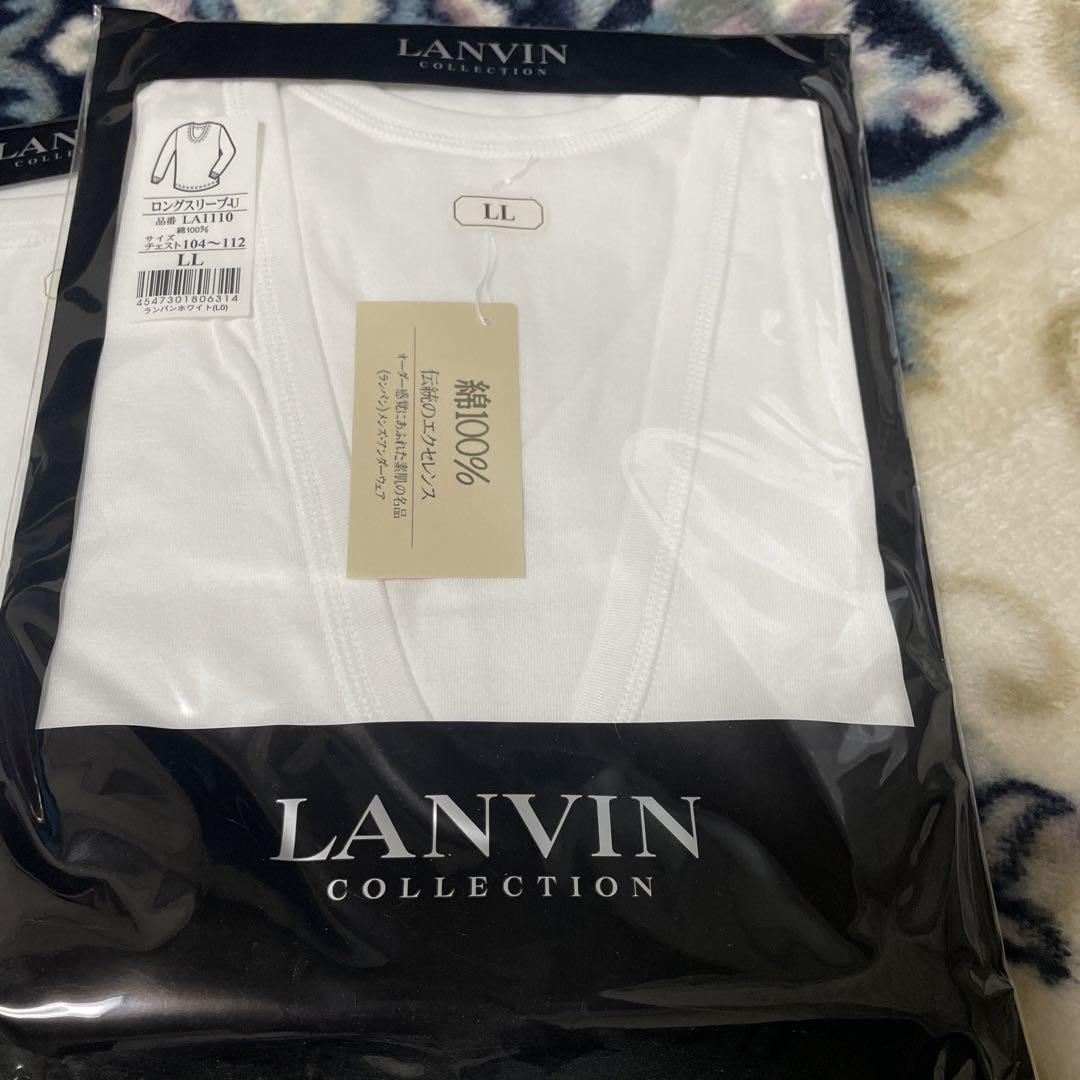 LANVIN
COLLECTION
LAN
COLLEC
ロングスリーブ-U
品番 LA1110
綿100%
サイズ
チェスト104～112
LL
4547301806314
ランバンホワイト(L0)
LL
綿100%
伝統のエクセレンス
オーダー感覚にあふれた素肌の名品
〈ランバン〉メンズ・アンダーウェア
LANVIN
COLLECTION